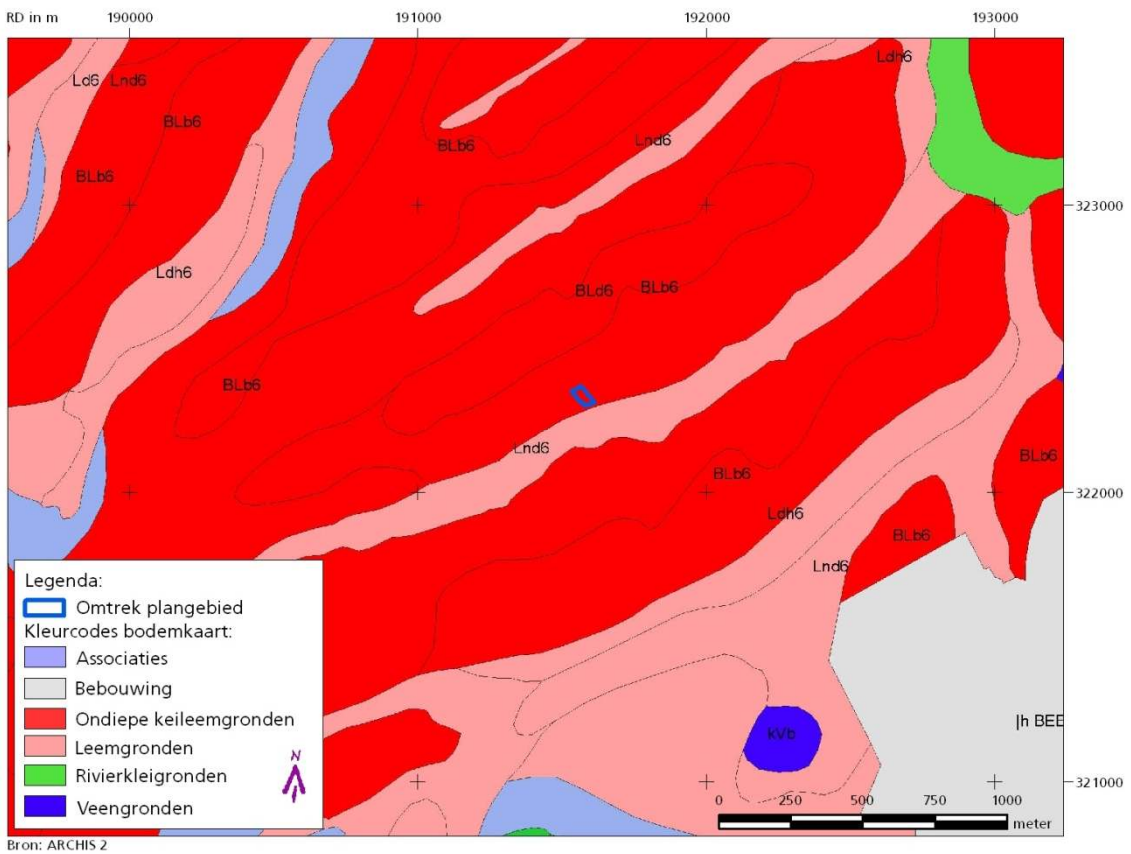 RD in m 190000 191000 192000 193000
Ld6 Lnd6 Ldh6
BLb6
BLb6 Lnd6
BLb6
323000
Ldh6
BLd6 BLb6
BLb6
Lnd6
BLb6 BLb6
322000
Ldh6
BLb6
Lnd6
Legenda:
Omtrek plangebied
Kleurcodes bodemkaart:
Associaties
Bebouwing
Ondiepe keileemgronden
Leemgronden
Rivierkleigronden
Veengronden
N
kVb
|h BEB
321000
0 250 500 750 1000
meter
Bron: ARCHIS 2